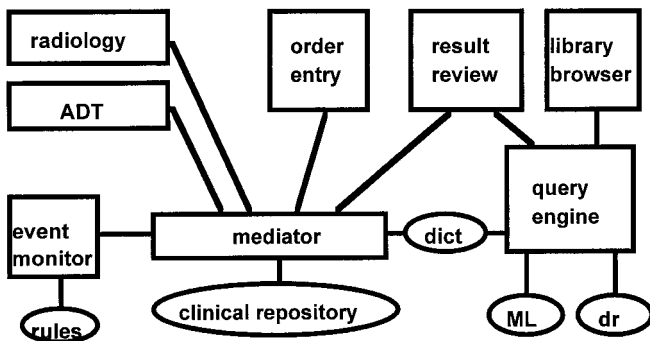 radiology
ADT
order
entry
result
review
library
browser
query
engine
event
monitor
mediator
dict
rules
clinical repository
ML
dr